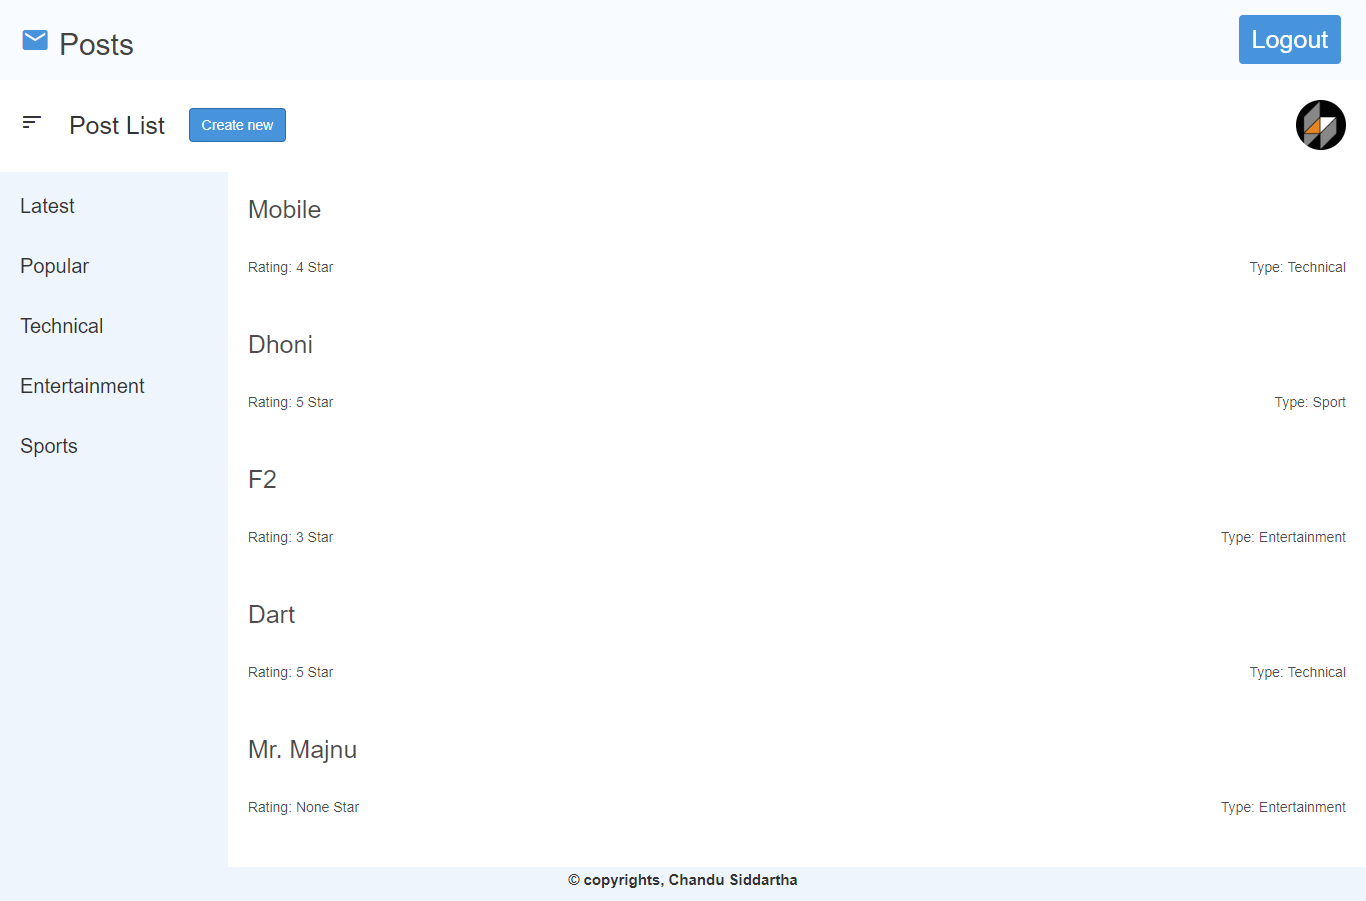 Posts
Logout
Post List
Create new
Latest
Popular
Technical
Entertainment
Sports
Mobile
Rating: 4 Star
Type: Technical
Dhoni
Rating: 5 Star
Type: Sport
F2
Rating: 3 Star
Type: Entertainment
Dart
Rating: 5 Star
Type: Technical
Mr. Majnu
Rating: None Star
Type: Entertainment
© copyrights, Chandu Siddartha